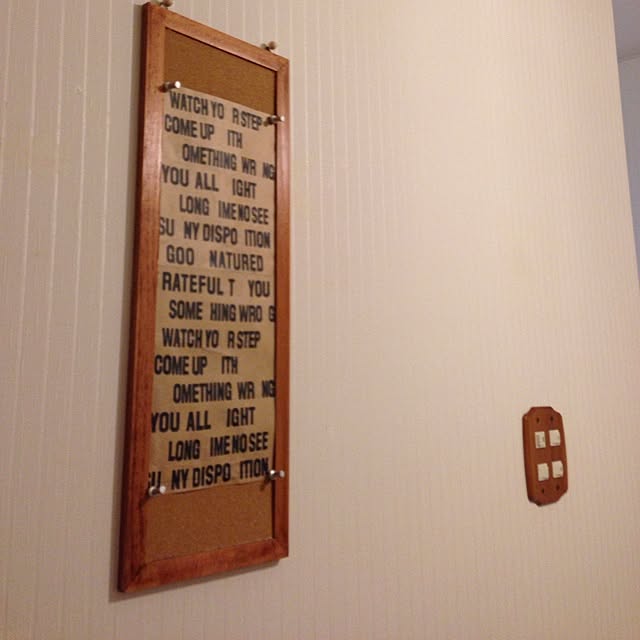 WATCH YO R STEP
COME UP ITH
OMETHING WR NG
YOU ALL IGHT
LONG IME NO SEE
SU NY DISPO ITION
GOO NATURED
RATEFUL T YOU
SOME HING WRO G
WATCH YO R STEP
COME UP ITH
OMETHING WR NG
YOU ALL IGHT
LONG IME NO SEE
SU NY DISPO ITION